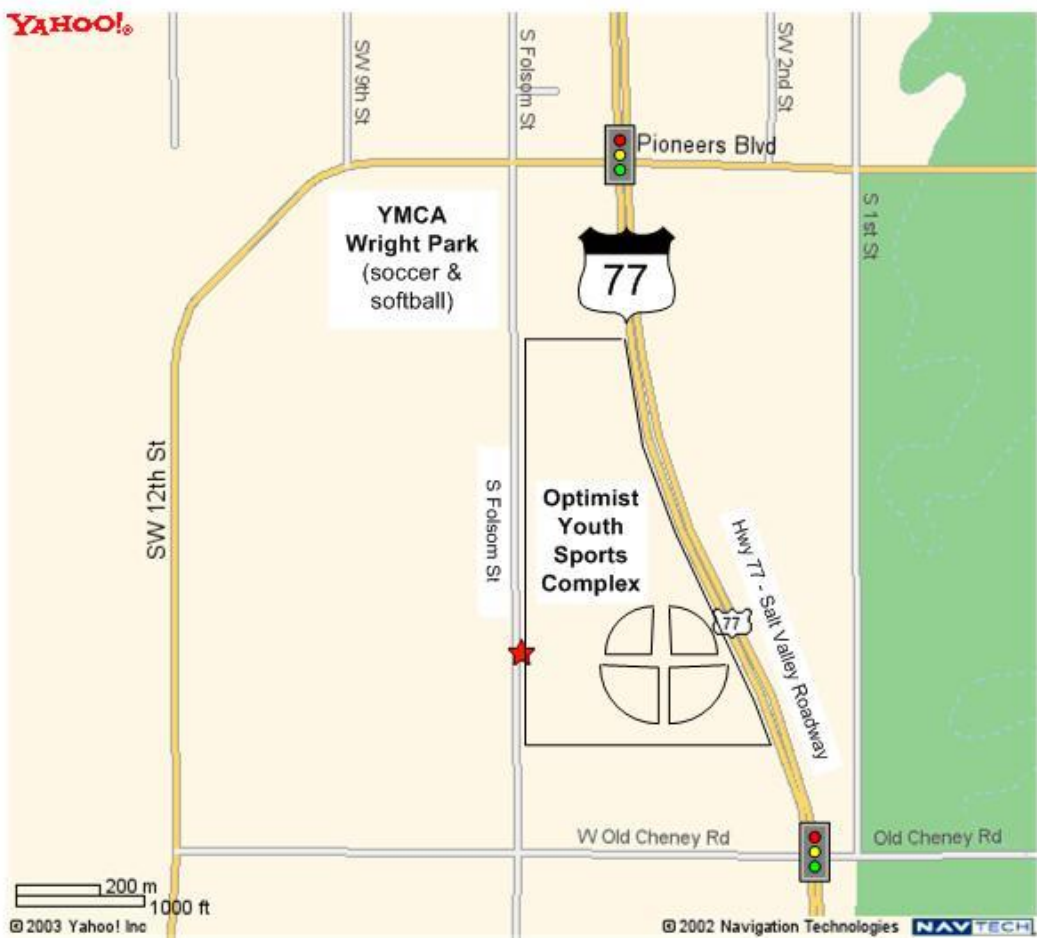 YAHOO!®
SW 9th St
S Folsom St
SW 2nd St
Pioneers Blvd
YMCA
Wright Park
(soccer &
softball)
77
S 1st St
SW 12th St
S Folsom St
Optimist
Youth
Sports
Complex
77
Hwy 77 - Salt Valley Roadway
W Old Cheney Rd
Old Cheney Rd
200 m
1000 ft
©2003 Yahoo! Inc
©2002 Navigation Technologies
NAVTECH